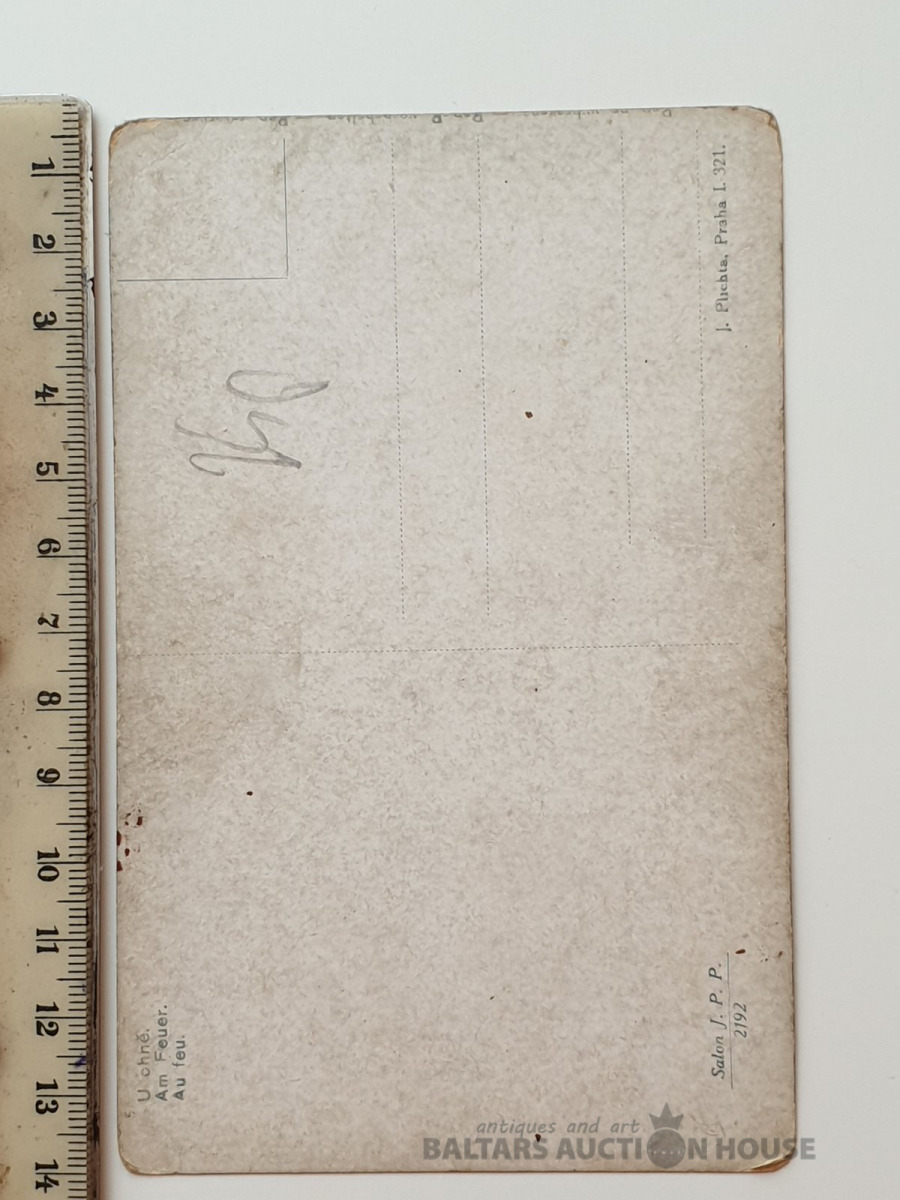 U ohně.
Am Feuer.
Au feu.
J. Plichta, Praha I. 321.
Salon J. P. P.
2192
1
2
3
4
5
6
7
8
9
10
11
12
13
14
antiques and art
BALTARS AUCTION HOUSE